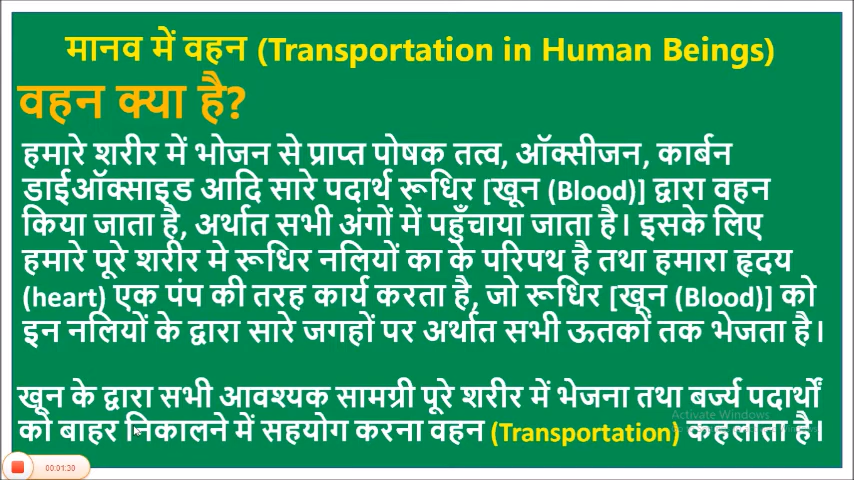 मानव में वहन (Transportation in Human Beings)
वहन क्या है?
हमारे शरीर में भोजन से प्राप्त पोषक तत्व, ऑक्सीजन, कार्बन
डाईऑक्साइड आदि सारे पदार्थ रूधिर [खून (Blood)] द्वारा वहन
किया जाता है, अर्थात सभी अंगों में पहुँचाया जाता है। इसके लिए
हमारे पूरे शरीर मे रूधिर नलियों का के परिपथ है तथा हमारा हृदय
(heart) एक पंप की तरह कार्य करता है, जो रूधिर [खून (Blood)] को
इन नलियों के द्वारा सारे जगहों पर अर्थात सभी ऊतकों तक भेजता है।
खून के द्वारा सभी आवश्यक सामग्री पूरे शरीर में भेजना तथा बर्ज्य पदार्थों
Activate Windows
को बाहर निकालने में सहयोग करना वहन (Transportation) कहलाता है।
00:01:30